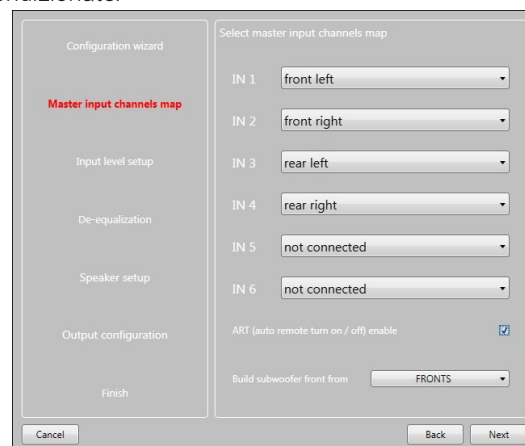 Configuration wizard
Master input channels map
Input level setup
De-equalization
Speaker setup
Output configuration
Finish
Select master input channels map
IN 1 front left
IN 2 front right
IN 3 rear left
IN 4 rear right
IN 5 not connected
IN 6 not connected
ART (auto remote turn on / off) enable
Build subwoofer front from FRONTS
Cancel Back Next